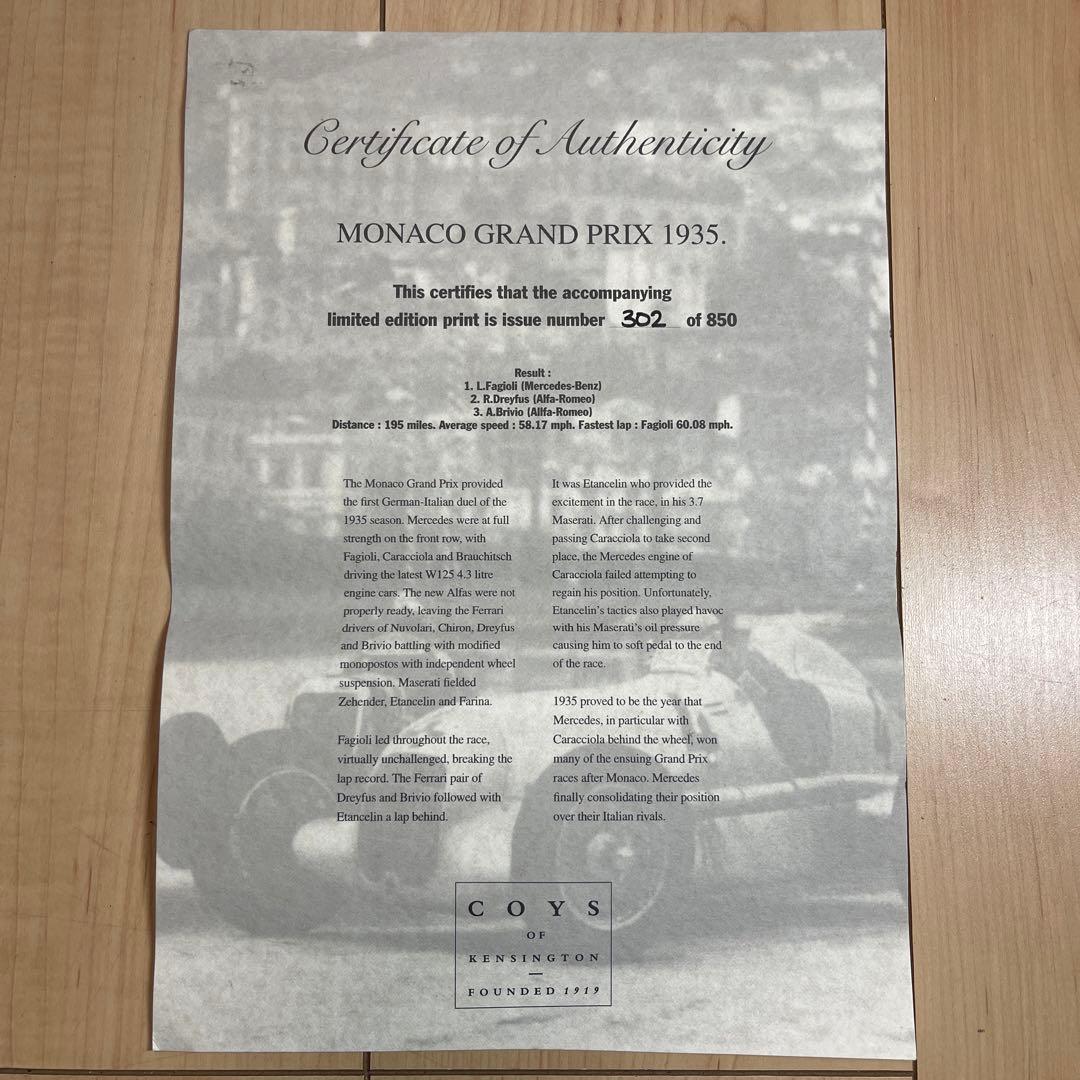 Certificate of Authenticity
MONACO GRAND PRIX 1935.
This certifies that the accompanying
limited edition print is issue number 302 of 850
Result :
1. L.Fagioli (Mercedes-Benz)
2. R.Dreyfus (Alfa-Romeo)
3. A.Brivio (Allfa-Romeo)
Distance : 195 miles. Average speed : 58.17 mph. Fastest lap : Fagioli 60.08 mph.
The Monaco Grand Prix provided
the first German-Italian duel of the
1935 season. Mercedes were at full
strength on the front row, with
Fagioli, Caracciola and Brauchitsch
driving the latest W125 4.3 litre
engine cars. The new Alfas were not
properly ready, leaving the Ferrari
drivers of Nuvolari, Chiron, Dreyfus
and Brivio battling with modified
monopostos with independent wheel
suspension. Maserati fielded
Zehender, Etancelin and Farina.
Fagioli led throughout the race,
virtually unchallenged, breaking the
lap record. The Ferrari pair of
Dreyfus and Brivio followed with
Etancelin a lap behind.
It was Etancelin who provided the
excitement in the race, in his 3.7
Maserati. After challenging and
passing Caracciola to take second
place, the Mercedes engine of
Caracciola failed attempting to
regain his position. Unfortunately,
Etancelin's tactics also played havoc
with his Maserati's oil pressure
causing him to soft pedal to the end
of the race.
1935 proved to be the year that
Mercedes, in particular with
Caracciola behind the wheel, won
many of the ensuing Grand Prix
races after Monaco. Mercedes
finally consolidating their position
over their Italian rivals.
COYS
OF
KENSINGTON
FOUNDED 1919